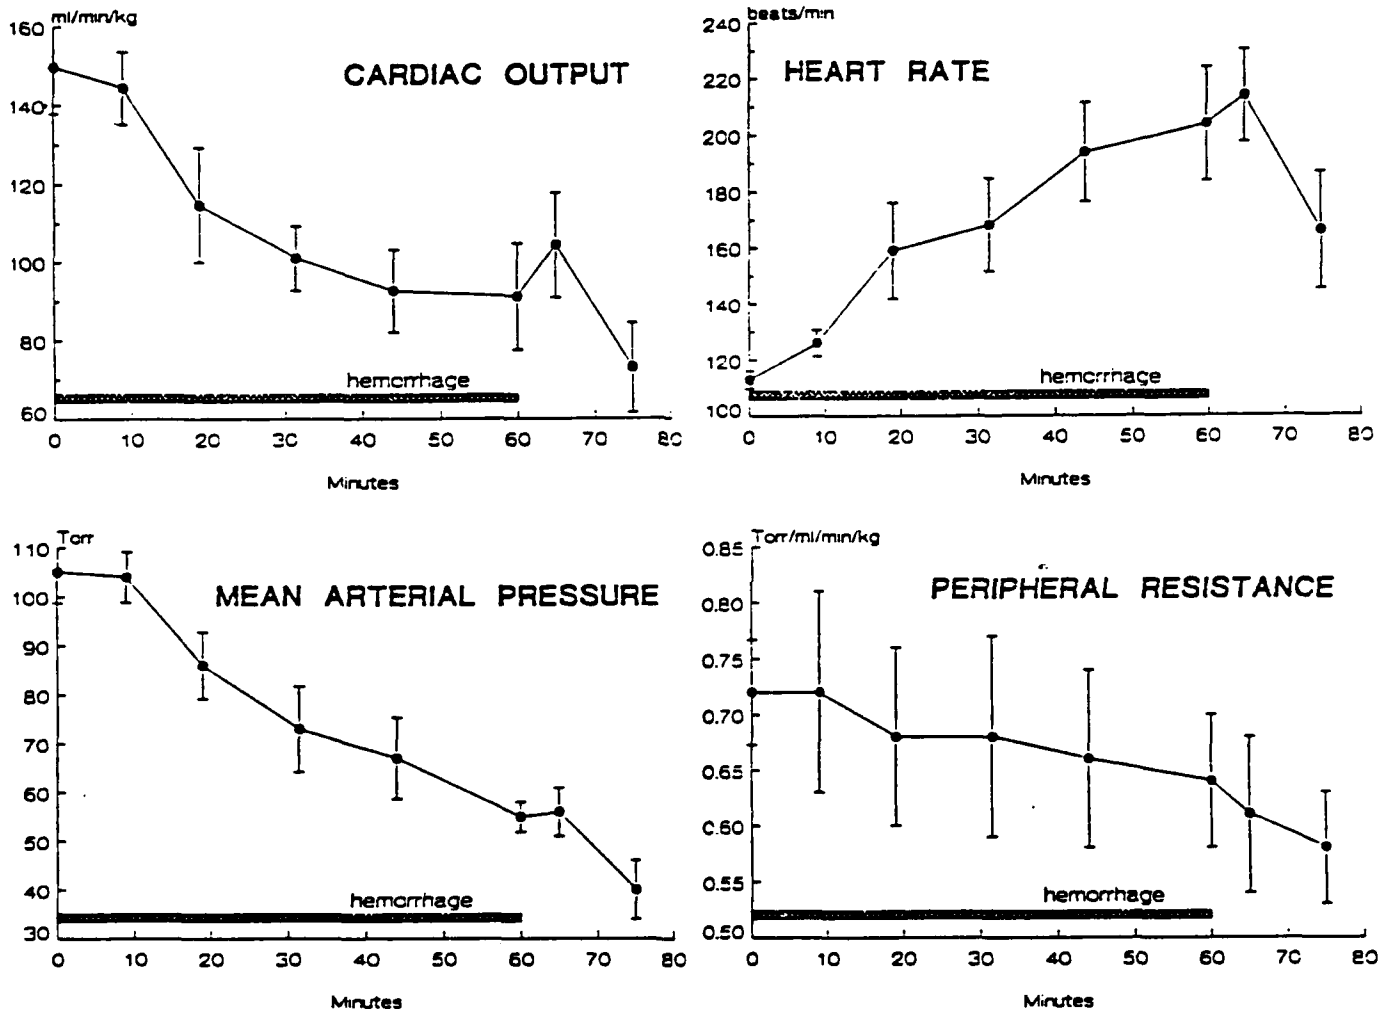 ml/min/kg
160
140
120
100
80
60
CARDIAC OUTPUT
hemorrhage
0 10 20 30 40 50 60 70 80
Minutes
beats/min
240
220
200
180
160
140
120
100
HEART RATE
hemorrhage
0 10 20 30 40 50 60 70 80
Minutes
Torr
110
100
90
80
70
60
50
40
30
MEAN ARTERIAL PRESSURE
hemorrhage
0 10 20 30 40 50 60 70 80
Minutes
Torr/ml/min/kg
0.85
0.80
0.75
0.70
0.65
0.60
0.55
0.50
PERIPHERAL RESISTANCE
hemorrhage
0 10 20 30 40 50 60 70 80
Minutes